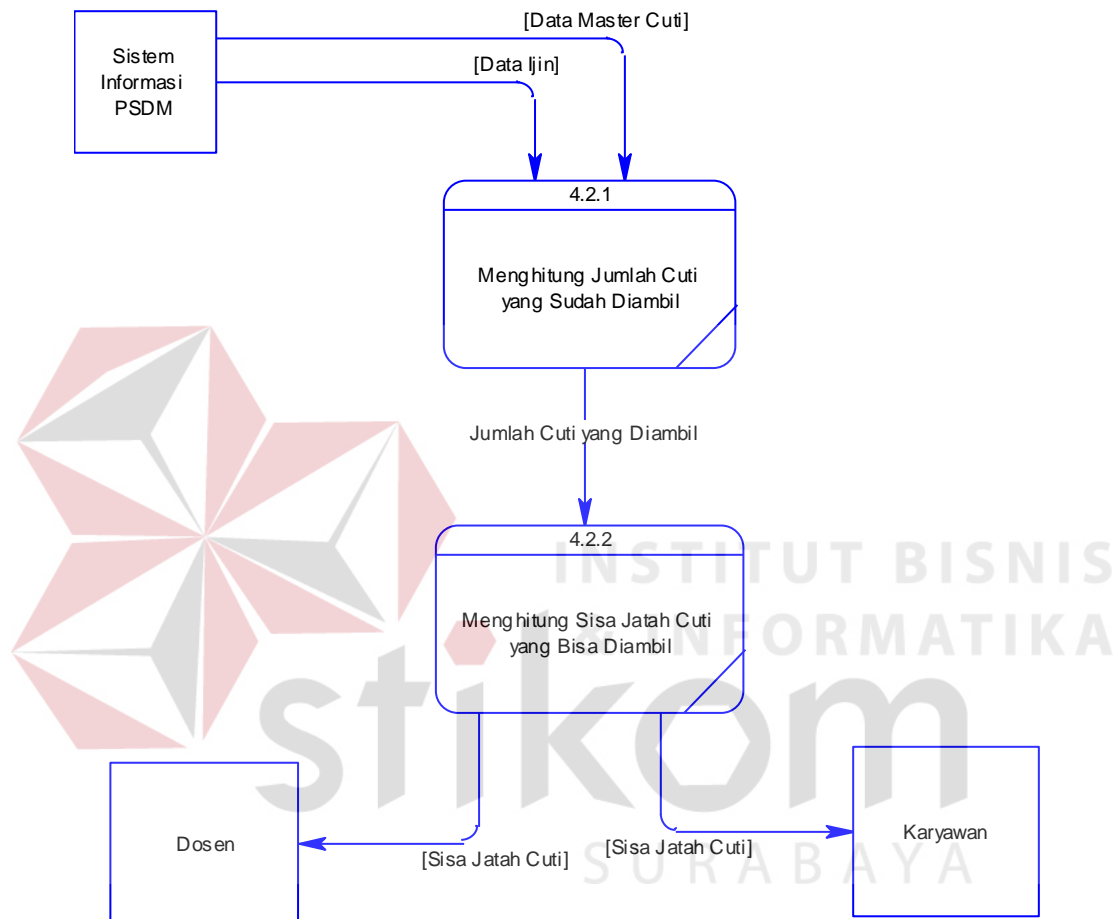 [Data Master Cuti]
[Data Ijin]
Sistem
Informasi
PSDM
4.2.1
Menghitung Jumlah Cuti
yang Sudah Diambil
Jumlah Cuti yang Diambil
4.2.2
Menghitung Sisa Jatah Cuti
yang Bisa Diambil
INSTITUT BISNIS
& INFORMATIKA
stikom
SURABAYA
Dosen
[Sisa Jatah Cuti]
[Sisa Jatah Cuti]
Karyawan